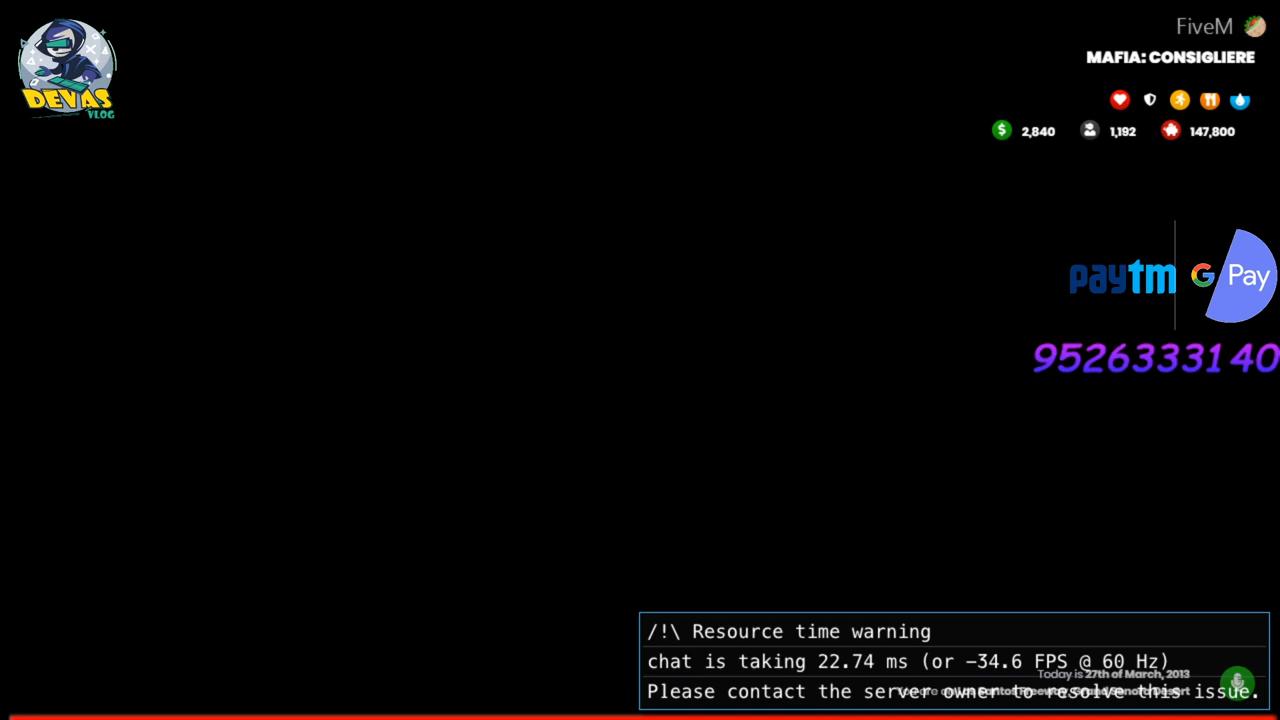 DEVAS
VLOG
FiveM
MAFIA: CONSIGLIERE
2,840 1,192 147,800
paytm G Pay
9526333140
/!\ Resource time warning
chat is taking 22.74 ms (or -34.6 FPS @ 60 Hz)
Today is 27th of March, 2013
Please contact the server owner to resolve this issue.